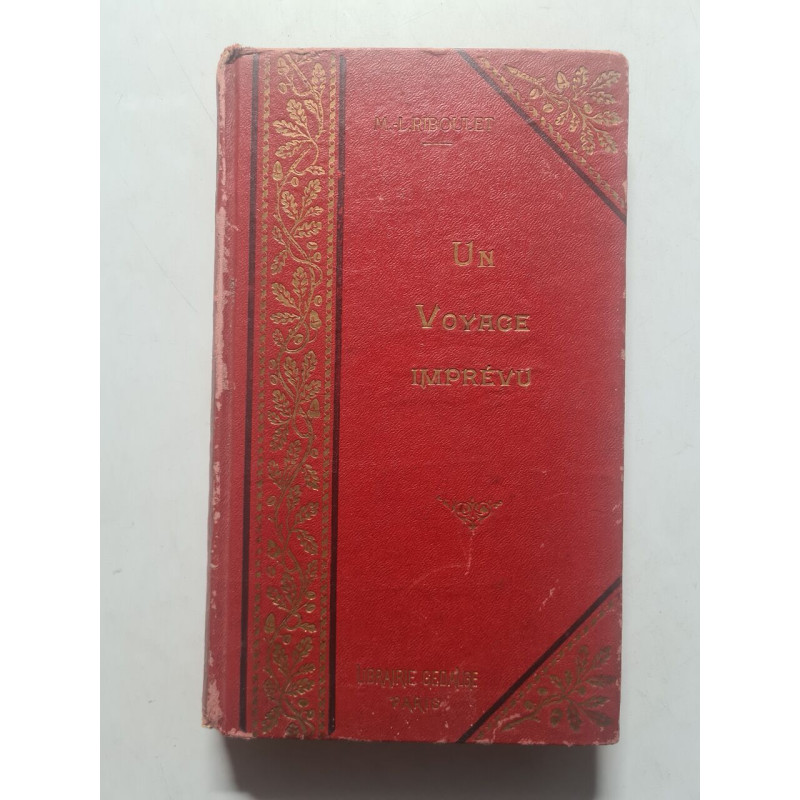 M.-L. RIBOULET
UN
VOYAGE
IMPRÉVU
LIBRAIRIE GEDALGE
PARIS